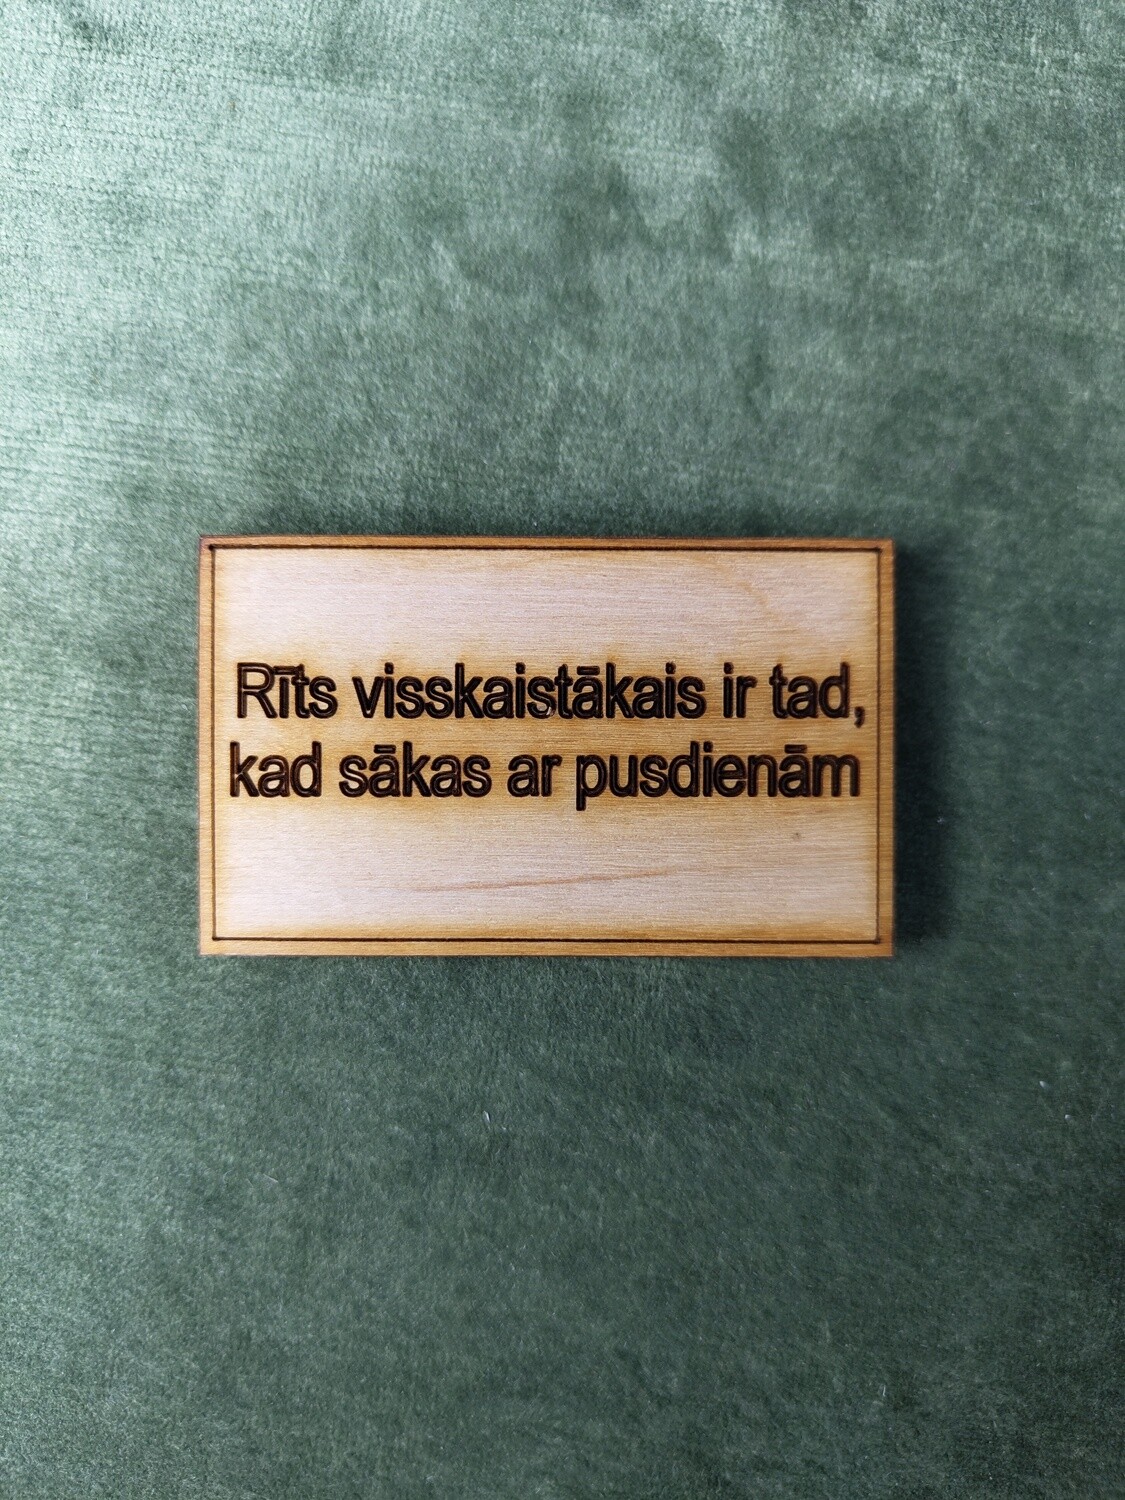 Rīts visskaistākais ir tad,
kad sākas ar pusdienām